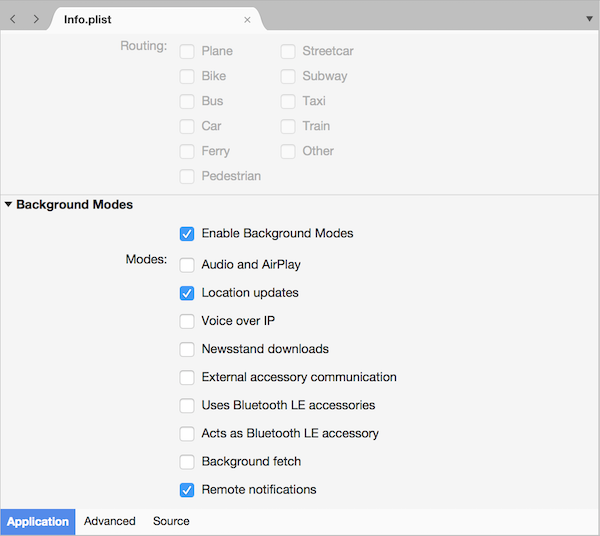 Info.plist
Routing: Plane Streetcar
Bike Subway
Bus Taxi
Car Train
Ferry Other
Pedestrian
Background Modes
Enable Background Modes
Modes: Audio and AirPlay
Location updates
Voice over IP
Newsstand downloads
External accessory communication
Uses Bluetooth LE accessories
Acts as Bluetooth LE accessory
Background fetch
Remote notifications
Application Advanced Source